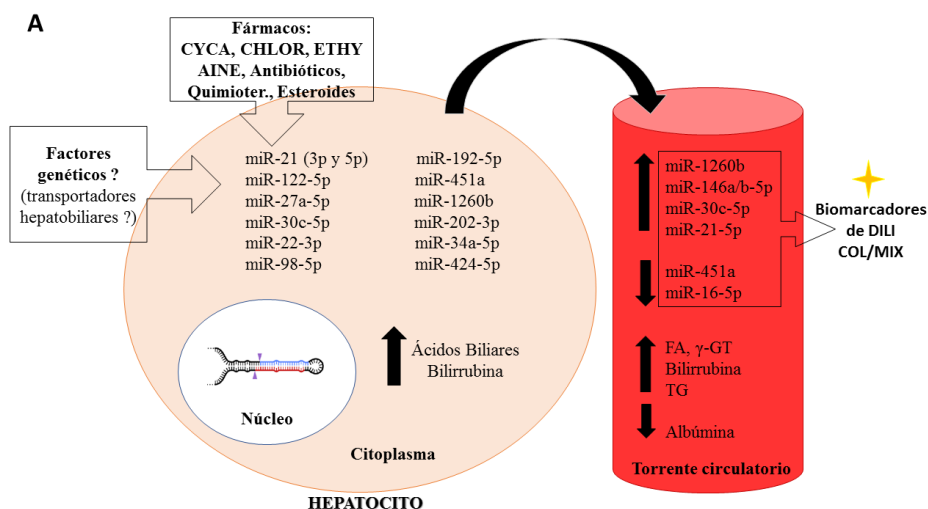 A
Fármacos:
CYCA, CHLOR, ETHY
AINE, Antibióticos,
Quimioter., Esteroides
Factores
genéticos ?
(transportadores
hepatobiliares ?)
miR-21 (3p y 5p)
miR-122-5p
miR-27a-5p
miR-30c-5p
miR-22-3p
miR-98-5p
miR-192-5p
miR-451a
miR-1260b
miR-202-3p
miR-34a-5p
miR-424-5p
Ácidos Biliares
Bilirrubina
Núcleo
Citoplasma
HEPATOCITO
miR-1260b
miR-146a/b-5p
miR-30c-5p
miR-21-5p
miR-451a
miR-16-5p
FA, γ-GT
Bilirrubina
TG
Albúmina
Torrente circulatorio
Biomarcadores
de DILI
COL/MIX